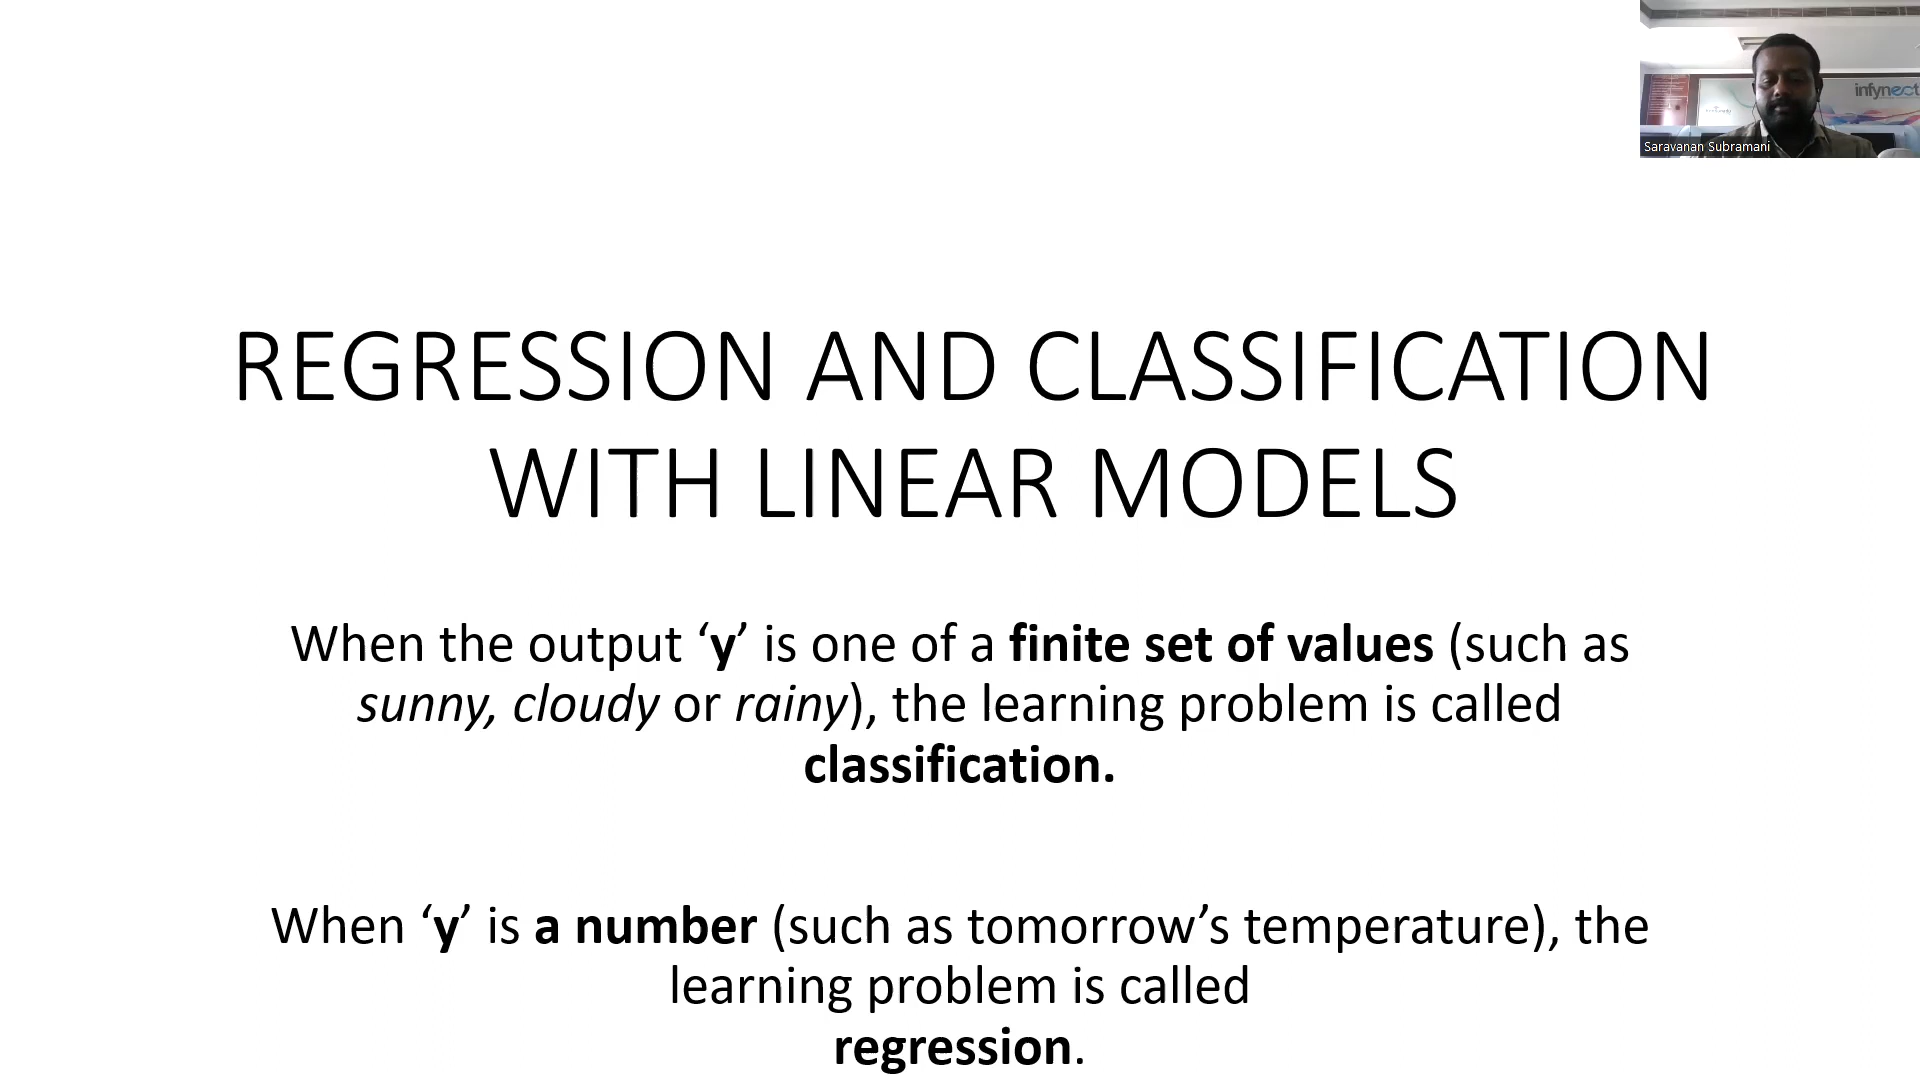 infynect
Saravanan Subramani
REGRESSION AND CLASSIFICATION
WITH LINEAR MODELS
When the output ‘y’ is one of a finite set of values (such as
sunny, cloudy or rainy), the learning problem is called
classification.
When ‘y’ is a number (such as tomorrow’s temperature), the
learning problem is called
regression.